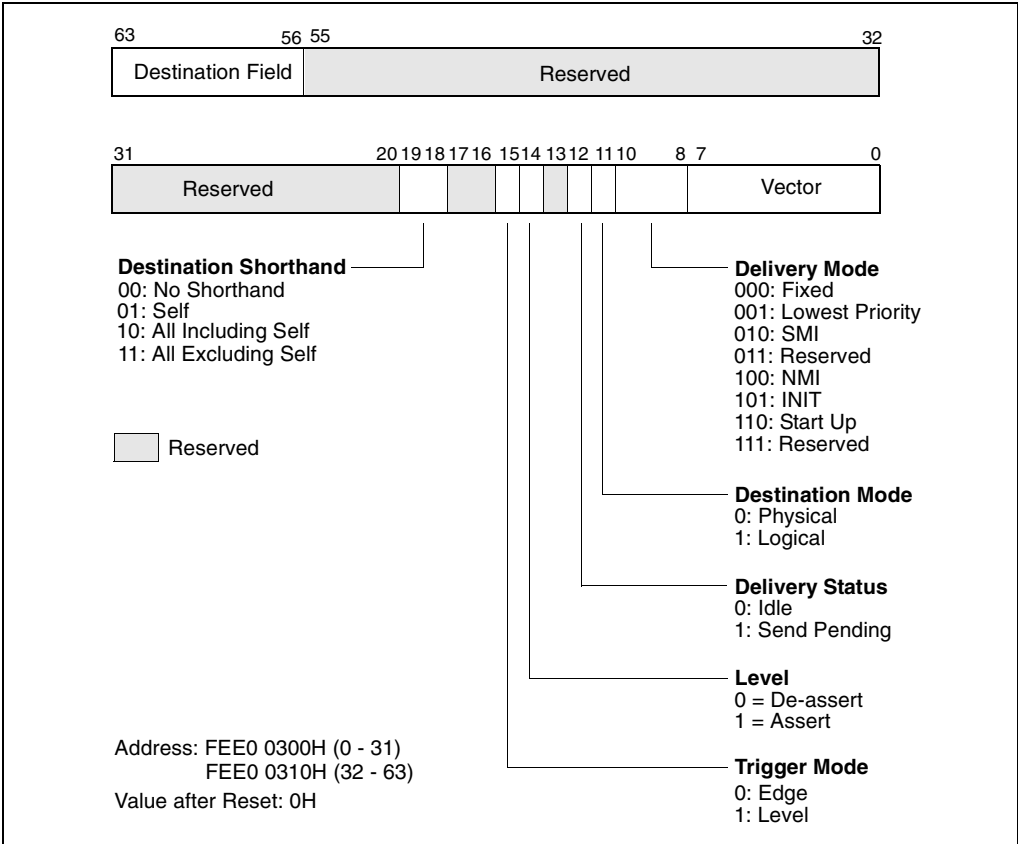 63 56 55 32
Destination Field Reserved
31 20 19 18 17 16 15 14 13 12 11 10 8 7 0
Reserved Vector
Destination Shorthand
00: No Shorthand
01: Self
10: All Including Self
11: All Excluding Self
Reserved
Delivery Mode
000: Fixed
001: Lowest Priority
010: SMI
011: Reserved
100: NMI
101: INIT
110: Start Up
111: Reserved
Destination Mode
0: Physical
1: Logical
Delivery Status
0: Idle
1: Send Pending
Level
0 = De-assert
1 = Assert
Trigger Mode
0: Edge
1: Level
Address: FEE0 0300H (0 - 31)
FEE0 0310H (32 - 63)
Value after Reset: 0H